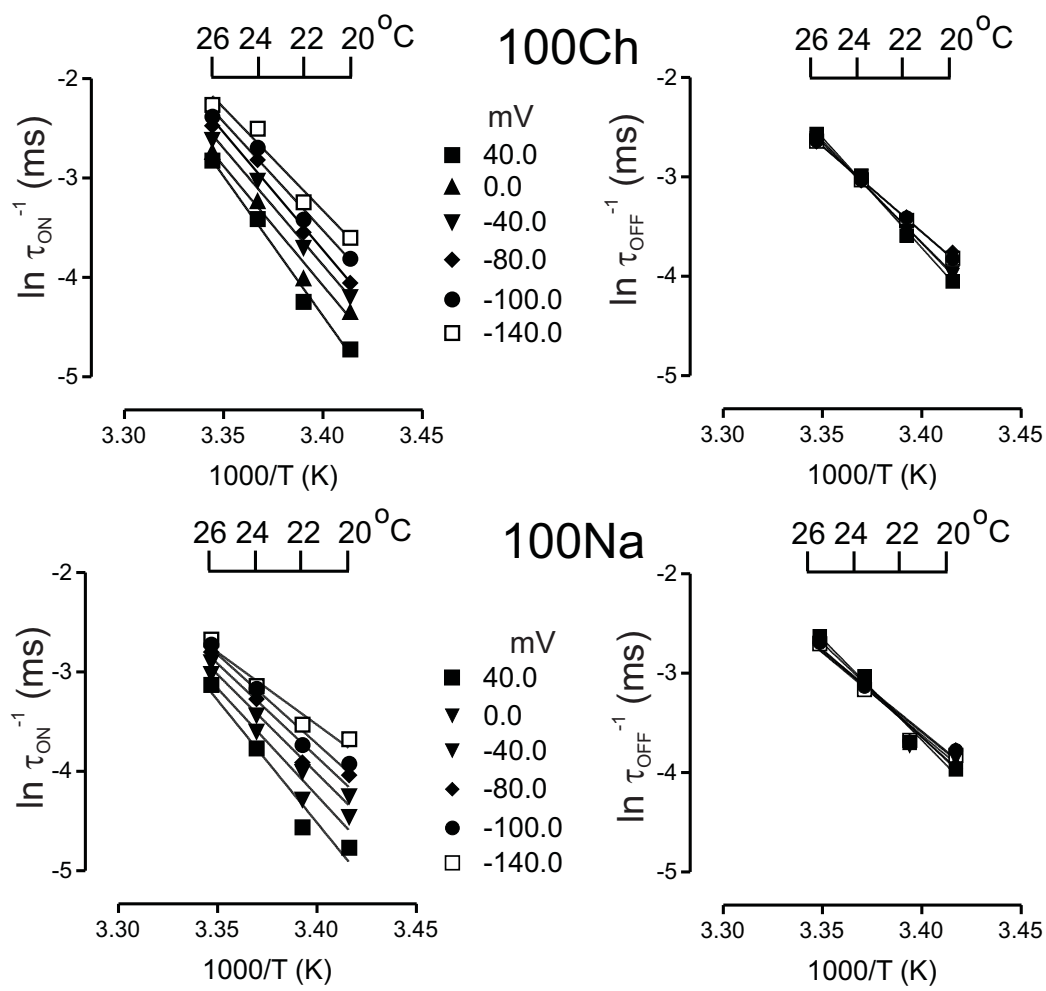 26 24 22 20 °C
100Ch
26 24 22 20 °C
-2
-3
-4
-5
ln τON⁻¹ (ms)
mV
40.0
0.0
-40.0
-80.0
-100.0
-140.0
-2
-3
-4
-5
ln τOFF⁻¹ (ms)
3.30 3.35 3.40 3.45
1000/T (K)
3.30 3.35 3.40 3.45
1000/T (K)
26 24 22 20 °C
100Na
26 24 22 20 °C
-2
-3
-4
-5
ln τON⁻¹ (ms)
mV
40.0
0.0
-40.0
-80.0
-100.0
-140.0
-2
-3
-4
-5
ln τOFF⁻¹ (ms)
3.30 3.35 3.40 3.45
1000/T (K)
3.30 3.35 3.40 3.45
1000/T (K)